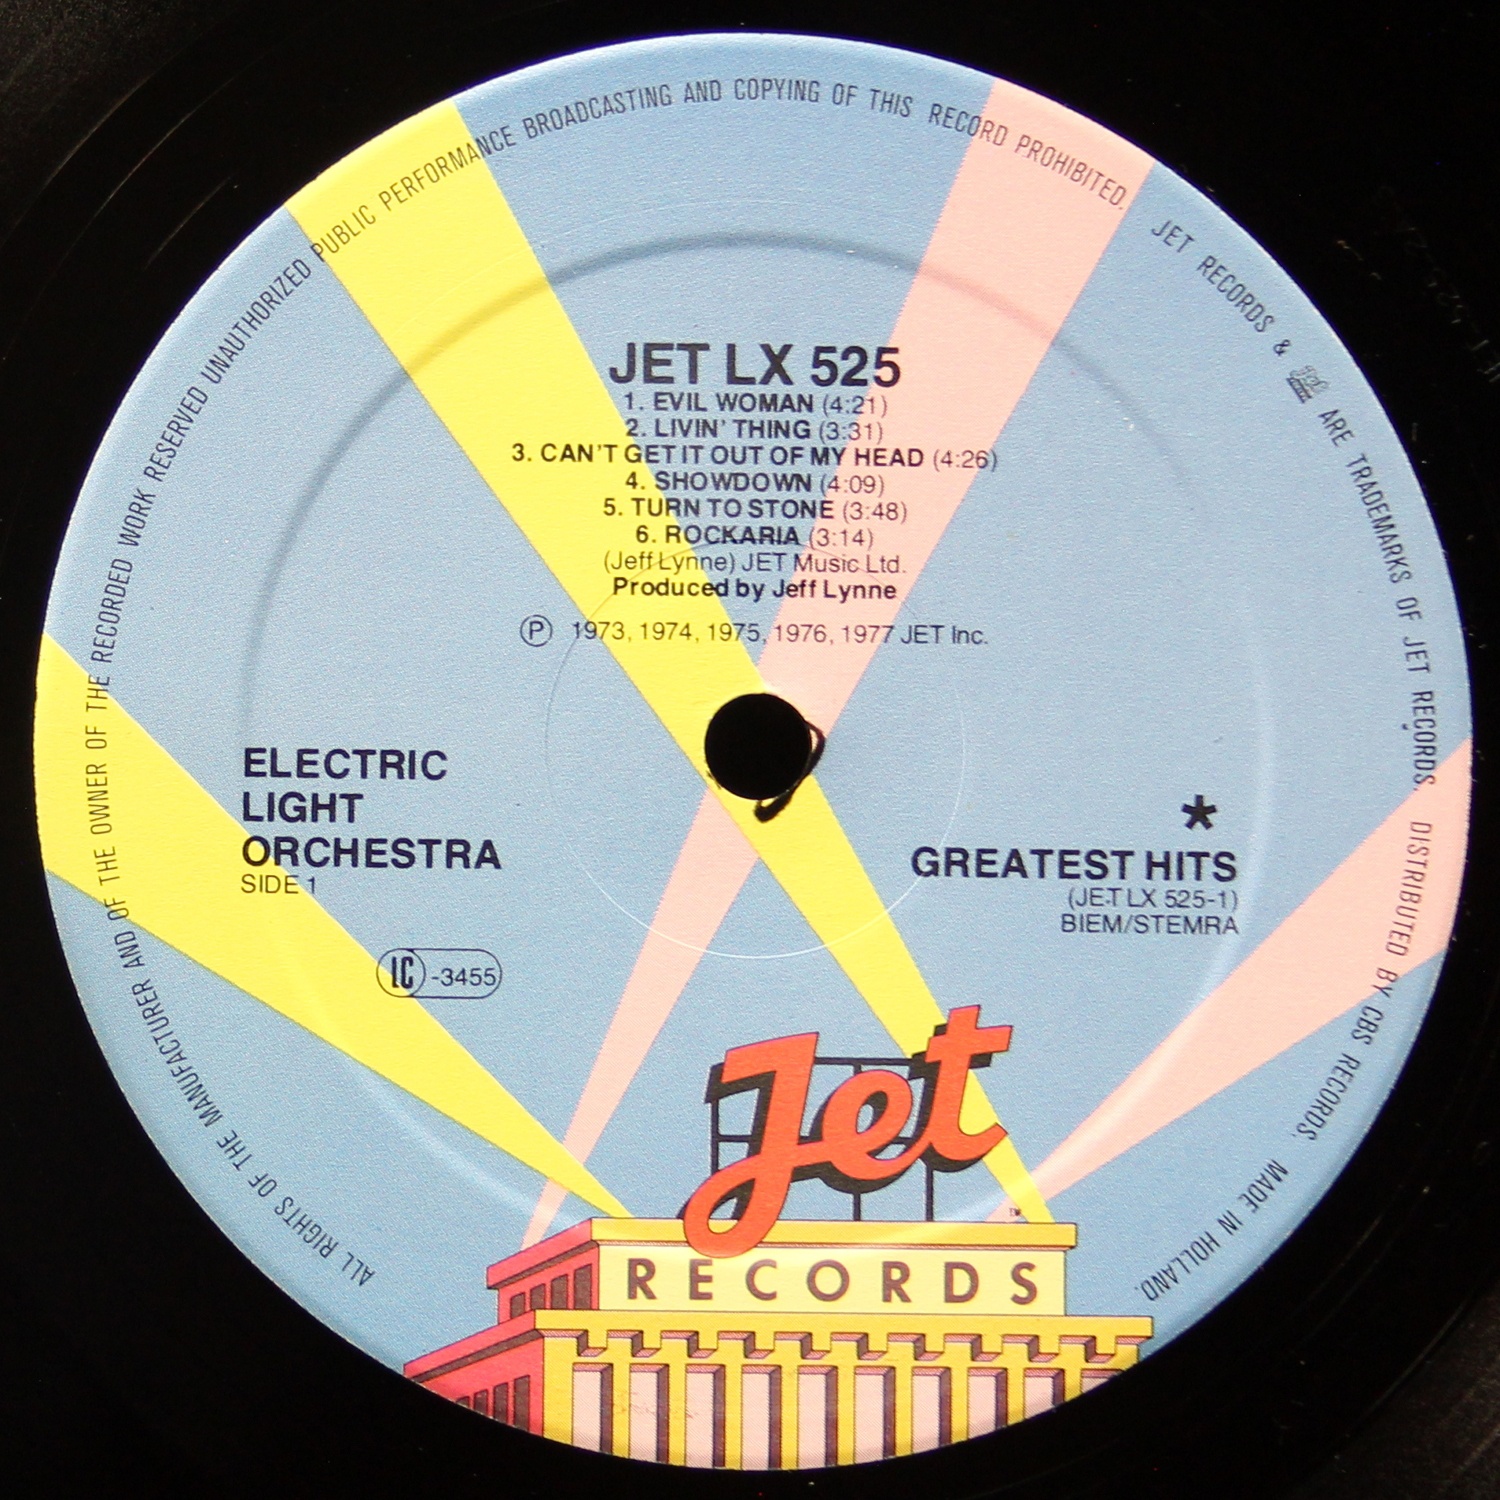 ALL RIGHTS OF THE MANUFACTURER AND OF THE OWNER OF THE RECORDED WORK RESERVED UNAUTHORIZED PUBLIC PERFORMANCE BROADCASTING AND COPYING OF THIS RECORD PROHIBITED. JET RECORDS & Jet ARE TRADEMARKS OF JET RECORDS. DISTRIBUTED BY CBS RECORDS. MADE IN HOLLAND.
JET LX 525
1. EVIL WOMAN (4:21)
2. LIVIN' THING (3:31)
3. CAN'T GET IT OUT OF MY HEAD (4:26)
4. SHOWDOWN (4:09)
5. TURN TO STONE (3:48)
6. ROCKARIA (3:14)
(Jeff Lynne) JET Music Ltd.
Produced by Jeff Lynne
Ⓟ 1973, 1974, 1975, 1976, 1977 JET Inc.
ELECTRIC
LIGHT
ORCHESTRA
SIDE 1
LC-3455
*
GREATEST HITS
(JET LX 525-1)
BIEM/STEMRA
Jet
TM
RECORDS